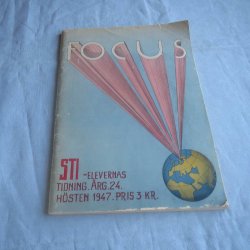 FOCUS
STI -ELEVERNAS
TIDNING. ÅRG. 24.
HÖSTEN 1947. PRIS 3 KR.